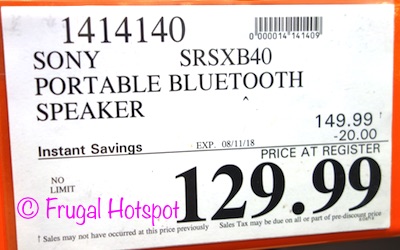 1414140
0000014141409
SONY SRSXB40
PORTABLE BLUETOOTH
SPEAKER
149.99
-20.00
Instant Savings EXP. 08/11/18
PRICE AT REGISTER
NO
LIMIT
129.99
© Frugal Hotspot
† Sales may not have occurred at this price previously Sales Tax may be due on all or part of pre-discount price